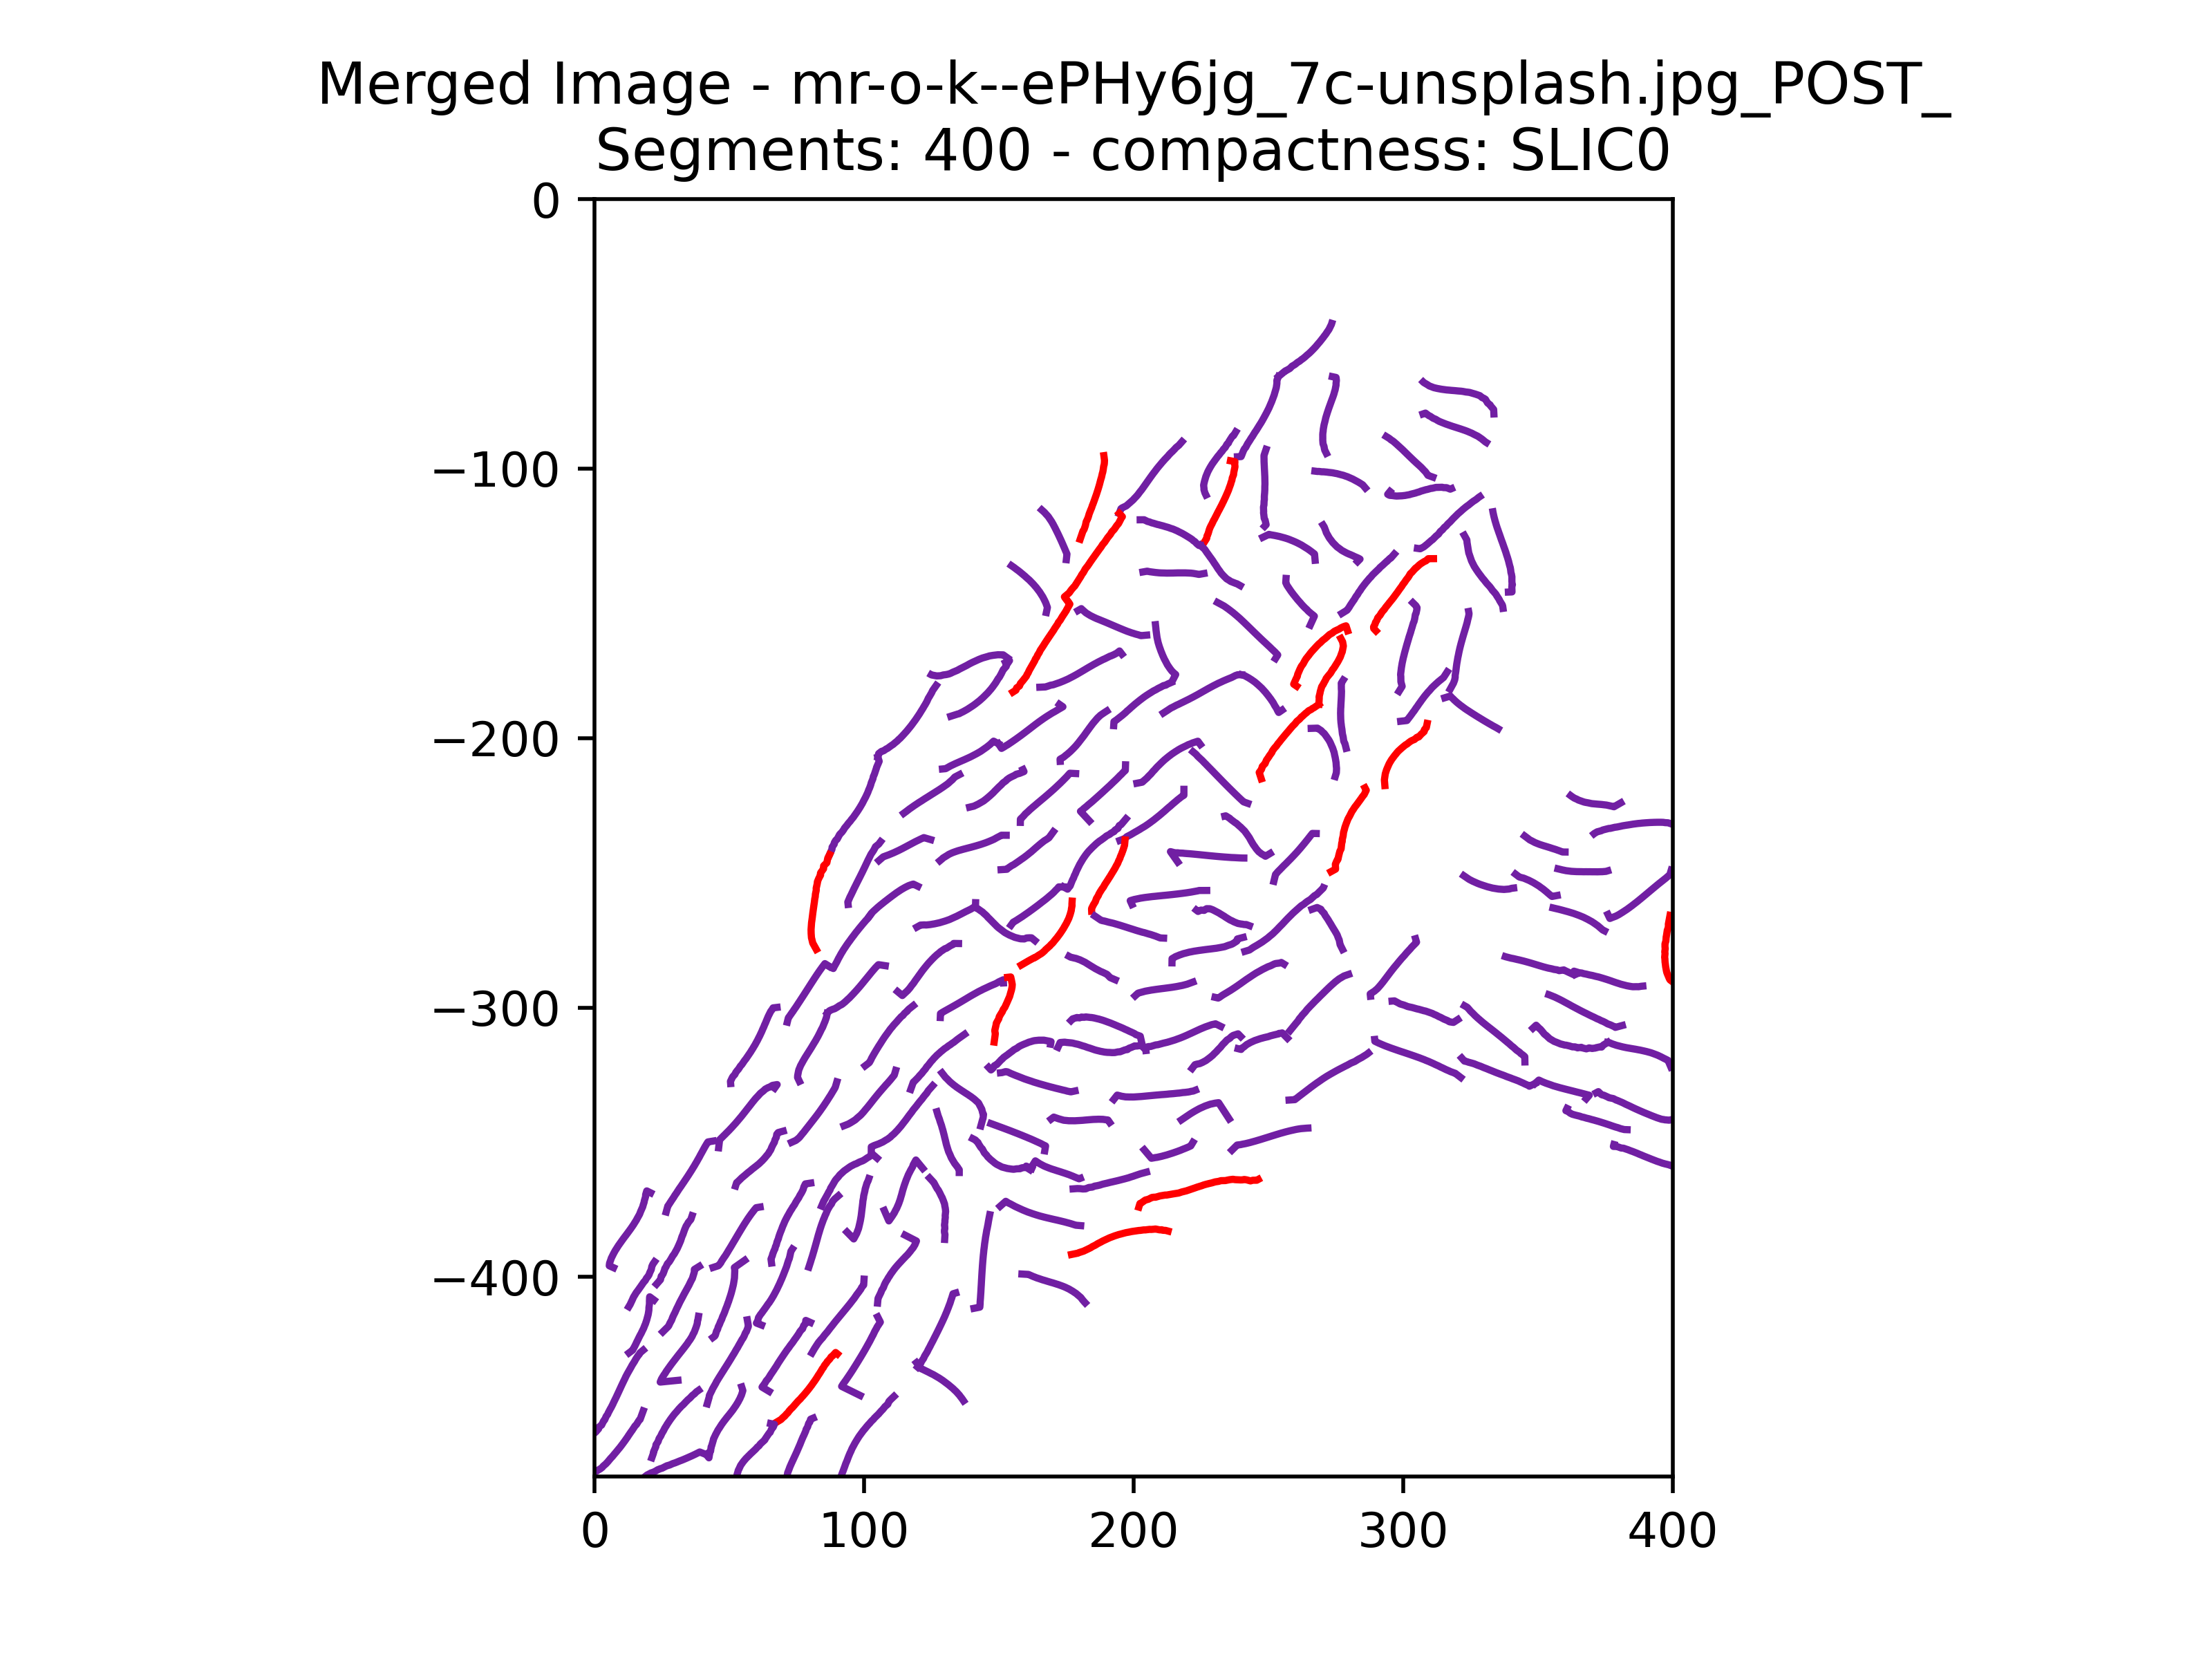 Merged Image - mr-o-k--ePHy6jg_7c-unsplash.jpg_POST_
Segments: 400 - compactness: SLIC0
0
−100
−200
−300
−400
0 100 200 300 400